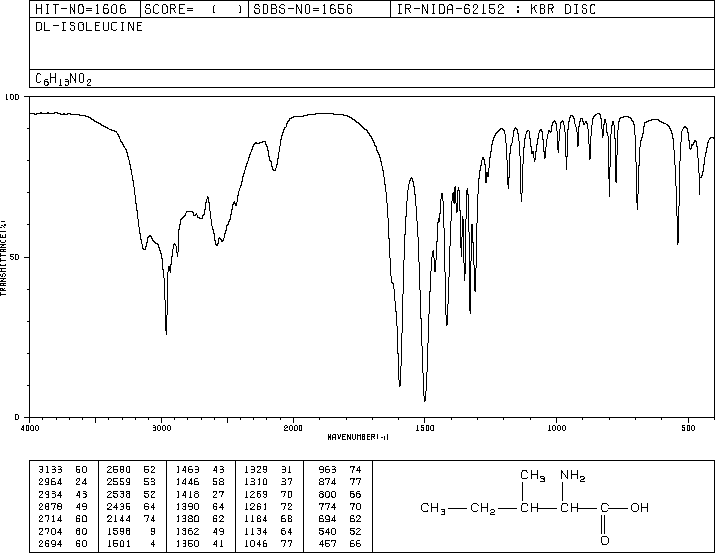 HIT-NO=1606 SCORE= ( ) SDBS-NO=1656 IR-NIDA-62152 : KBR DISC
DL-ISOLEUCINE
C6H13NO2
100
50
0
TRANSMITTANCE(%)
4000 3000 2000 1500 1000 500
WAVENUMBER(-1)
3133 50 2580 52 1463 43 1329 31 963 74
2964 24 2559 53 1446 58 1310 37 874 77
2934 43 2538 52 1418 27 1269 70 800 66
2878 49 2436 64 1390 64 1261 72 774 70
2714 60 2144 74 1380 62 1184 68 694 62
2704 60 1598 9 1362 49 1134 64 540 52
2694 60 1501 4 1350 41 1046 77 457 66
CH3 NH2
CH3—CH2—CH—CH—C—OH
O